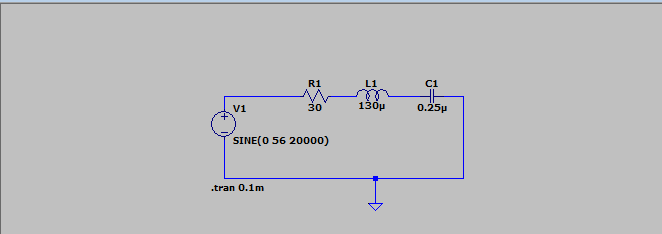 R1
L1
C1
30
130µ
0.25µ
V1
SINE(0 56 20000)
.tran 0.1m